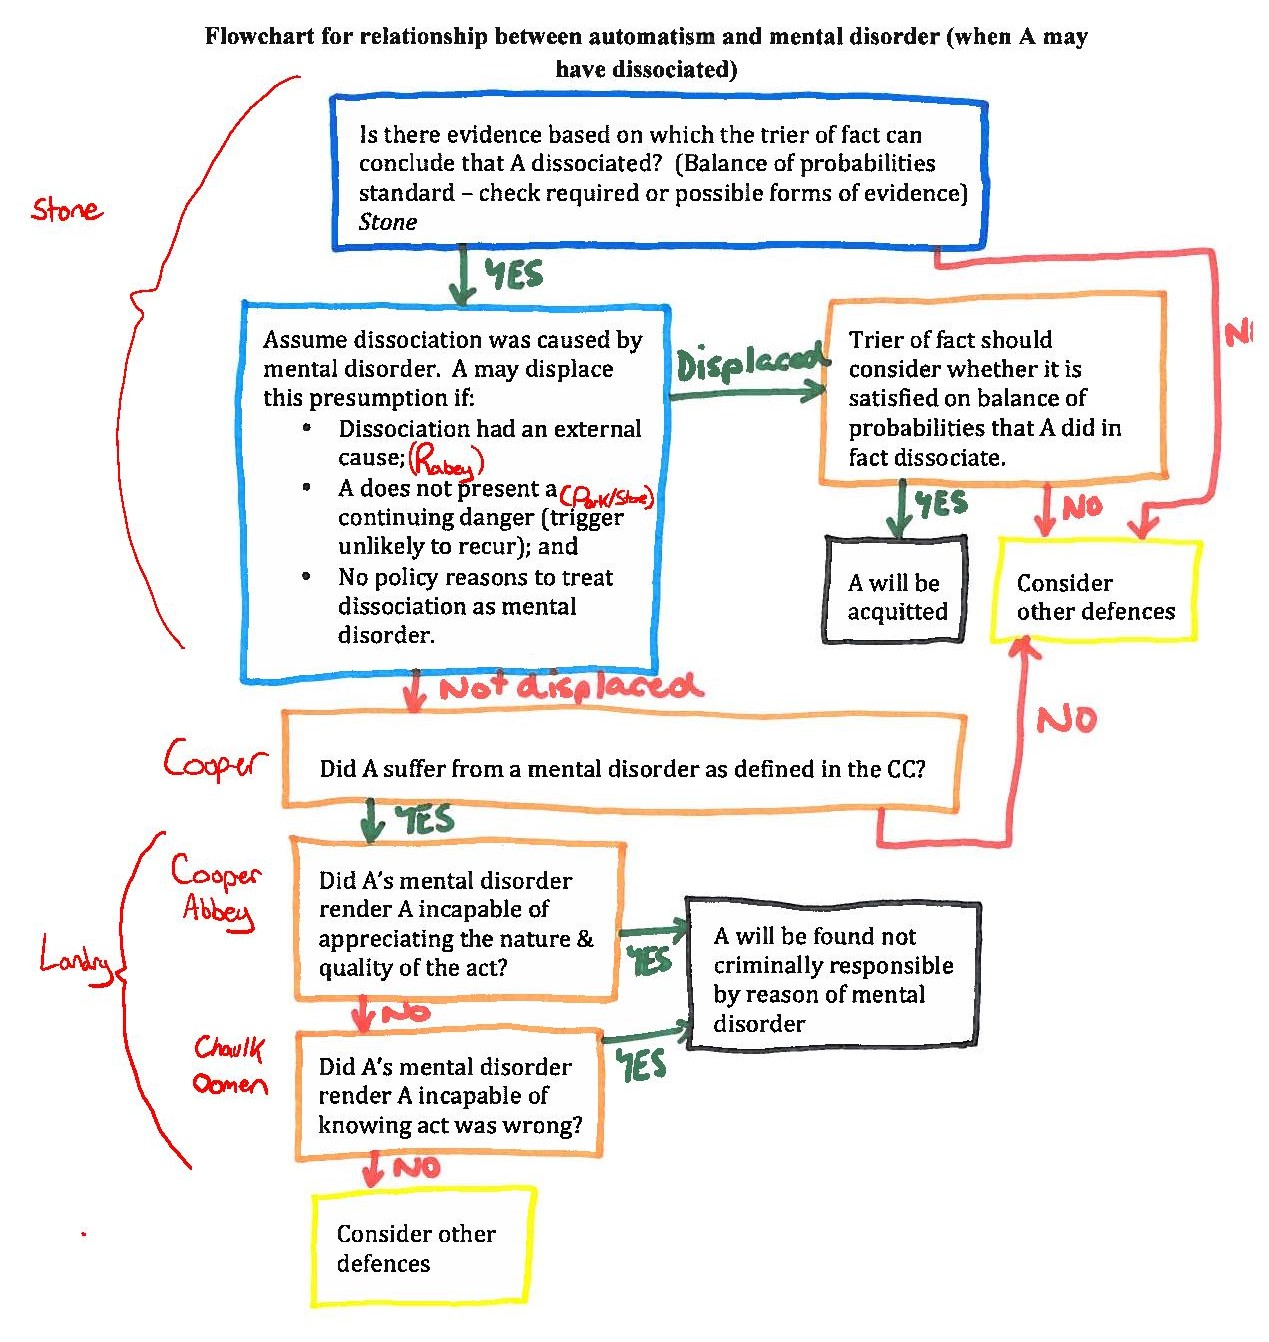 Flowchart for relationship between automatism and mental disorder (when A may
have dissociated)
Is there evidence based on which the trier of fact can
conclude that A dissociated? (Balance of probabilities
standard – check required or possible forms of evidence)
Stone
Stone
YES
Assume dissociation was caused by
mental disorder. A may displace
this presumption if:
• Dissociation had an external
cause; (Rabey)
• A does not present a (Park/Stone)
continuing danger (trigger
unlikely to recur); and
• No policy reasons to treat
dissociation as mental
disorder.
Displaced
Trier of fact should
consider whether it is
satisfied on balance of
probabilities that A did in
fact dissociate.
YES
NO
A will be
acquitted
Consider
other defences
Not displaced
NO
Cooper
Did A suffer from a mental disorder as defined in the CC?
YES
Landry
Cooper
Abbey
Did A's mental disorder
render A incapable of
appreciating the nature &
quality of the act?
YES
A will be found not
criminally responsible
by reason of mental
disorder
NO
Chaulk
Oomen
Did A's mental disorder
render A incapable of
knowing act was wrong?
YES
NO
Consider other
defences